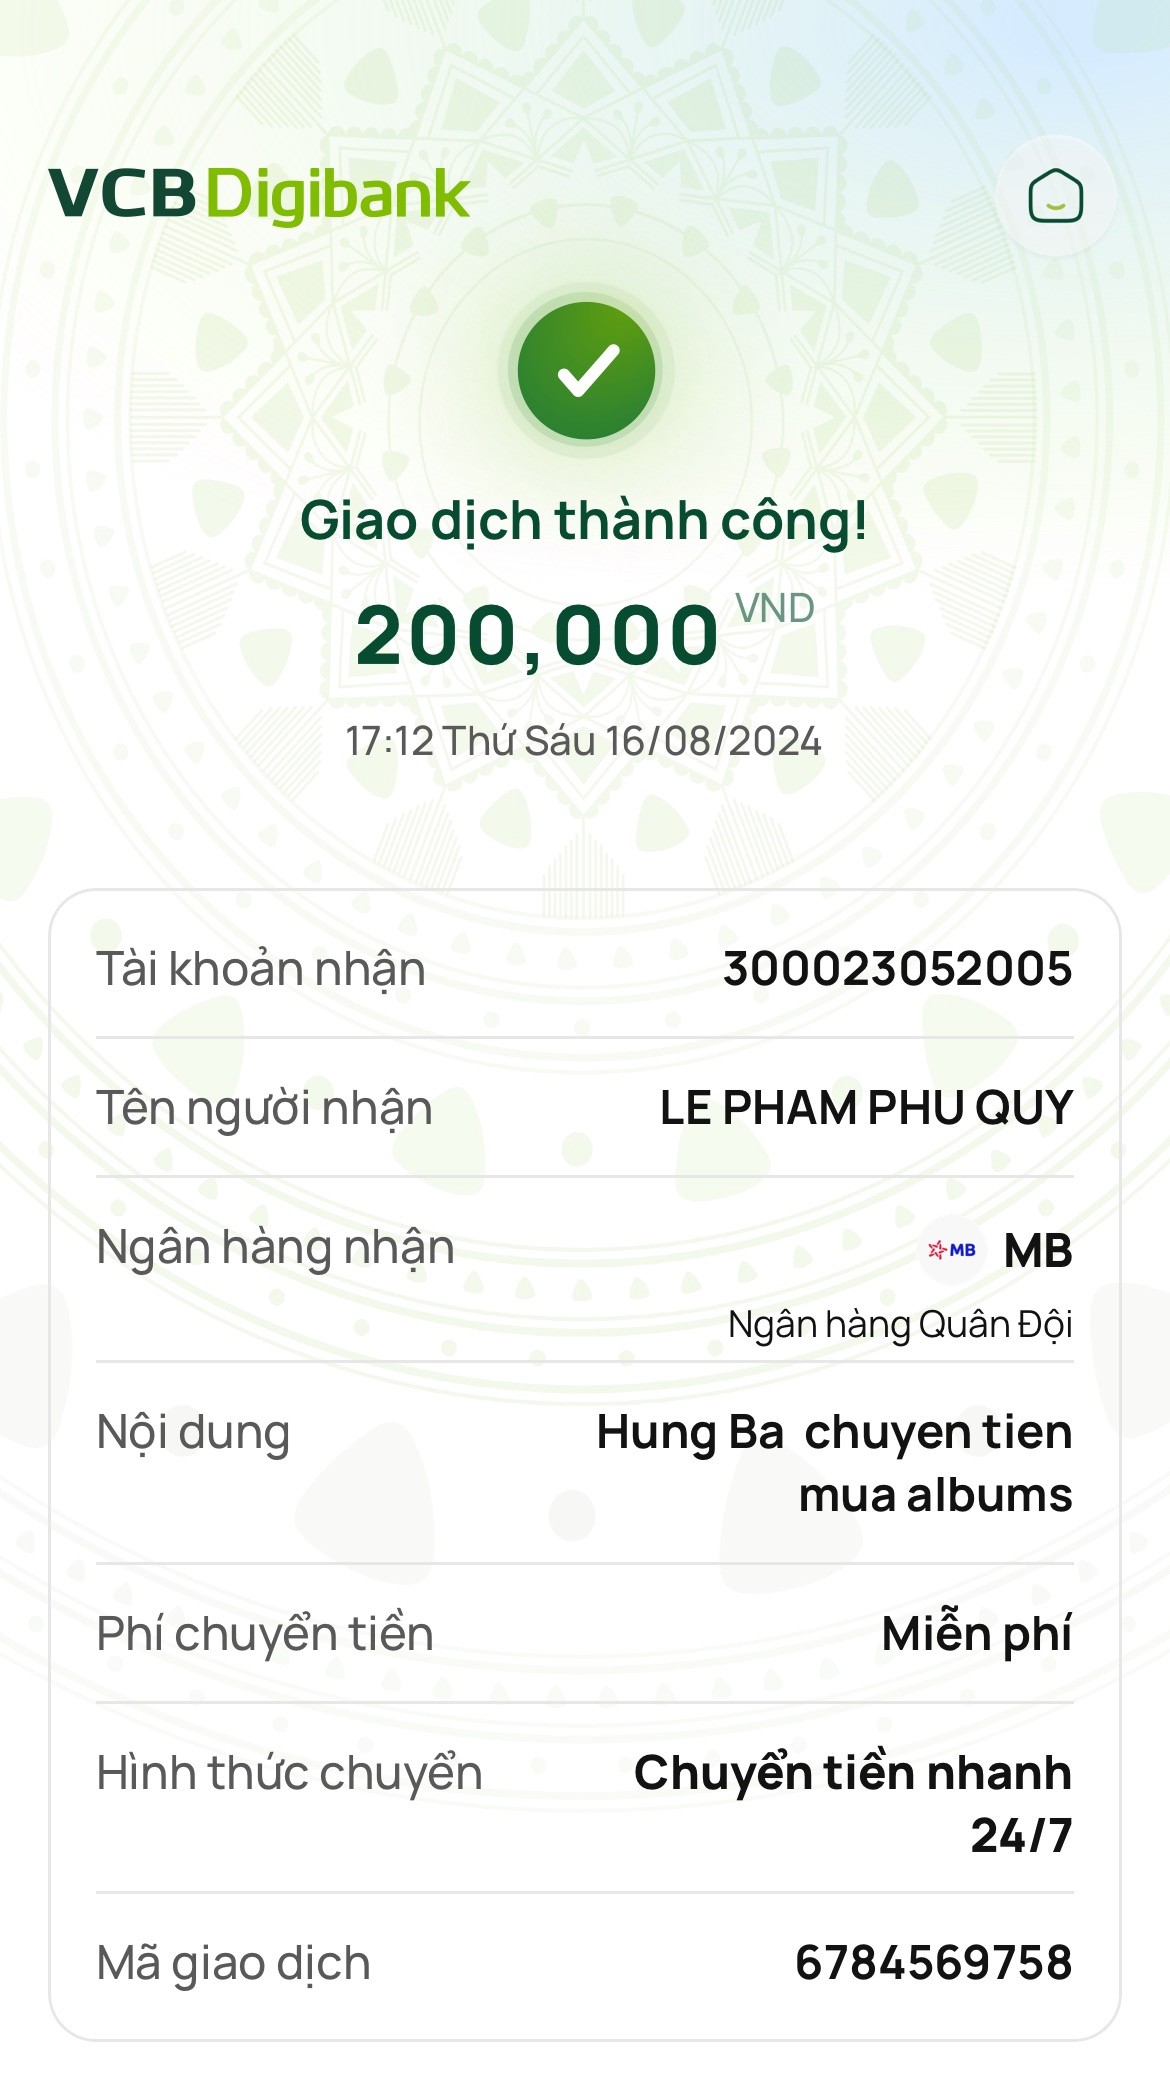 VCB Digibank
Giao dịch thành công!
200,000 VND
17:12 Thứ Sáu 16/08/2024
Tài khoản nhận 300023052005
Tên người nhận LE PHAM PHU QUY
Ngân hàng nhận MB MB
Ngân hàng Quân Đội
Nội dung Hung Ba  chuyen tien
mua albums
Phí chuyển tiền Miễn phí
Hình thức chuyển Chuyển tiền nhanh
24/7
Mã giao dịch 6784569758